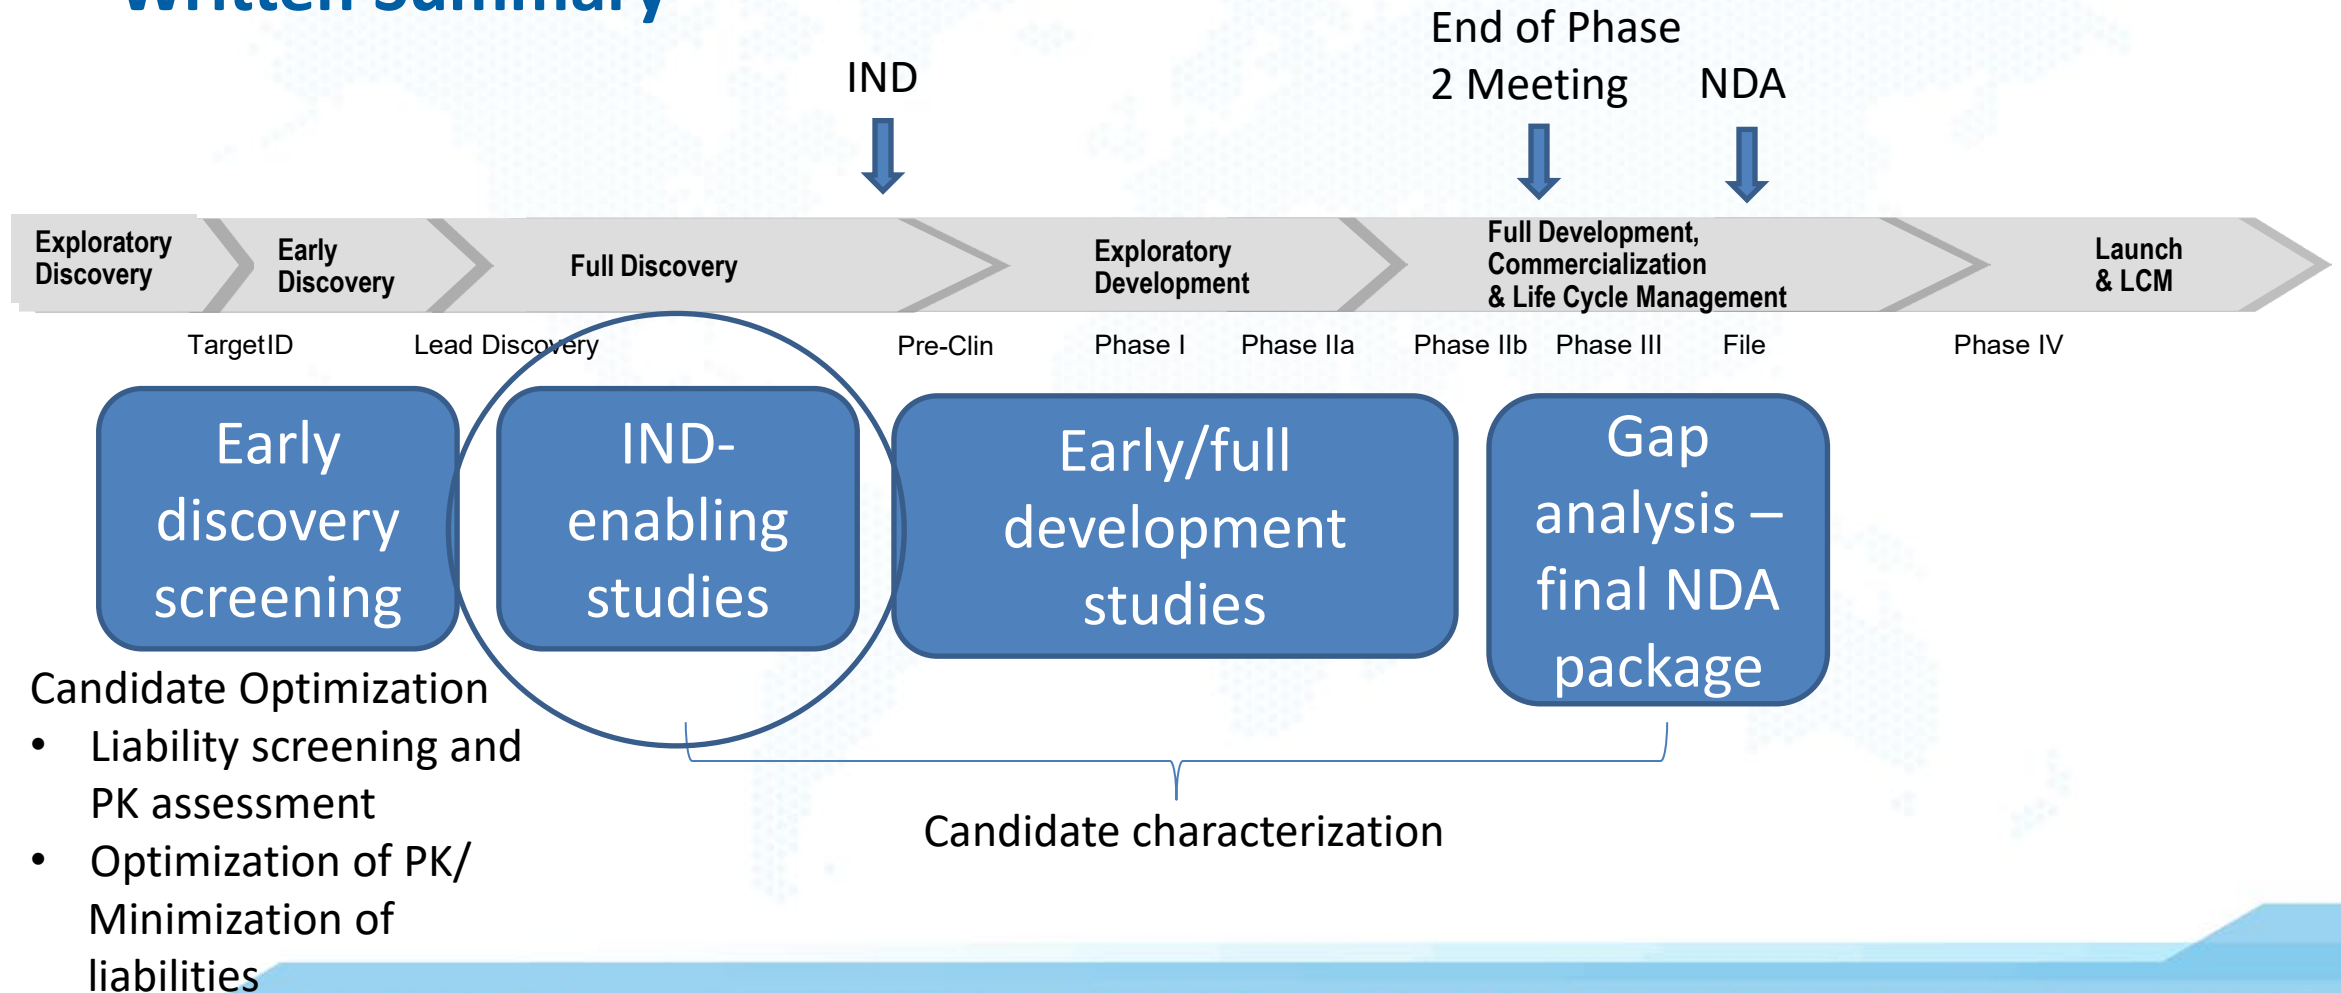 Written Summary
End of Phase
2 Meeting
IND
NDA
Exploratory
Discovery
Early
Discovery
Full Discovery
Exploratory
Development
Full Development,
Commercialization
& Life Cycle Management
Launch
& LCM
TargetID
Lead Discovery
Pre-Clin
Phase I
Phase IIa
Phase IIb
Phase III
File
Phase IV
Early
discovery
screening
IND-
enabling
studies
Early/full
development
studies
Gap
analysis –
final NDA
package
Candidate Optimization
• Liability screening and
PK assessment
• Optimization of PK/
Minimization of
liabilities
Candidate characterization